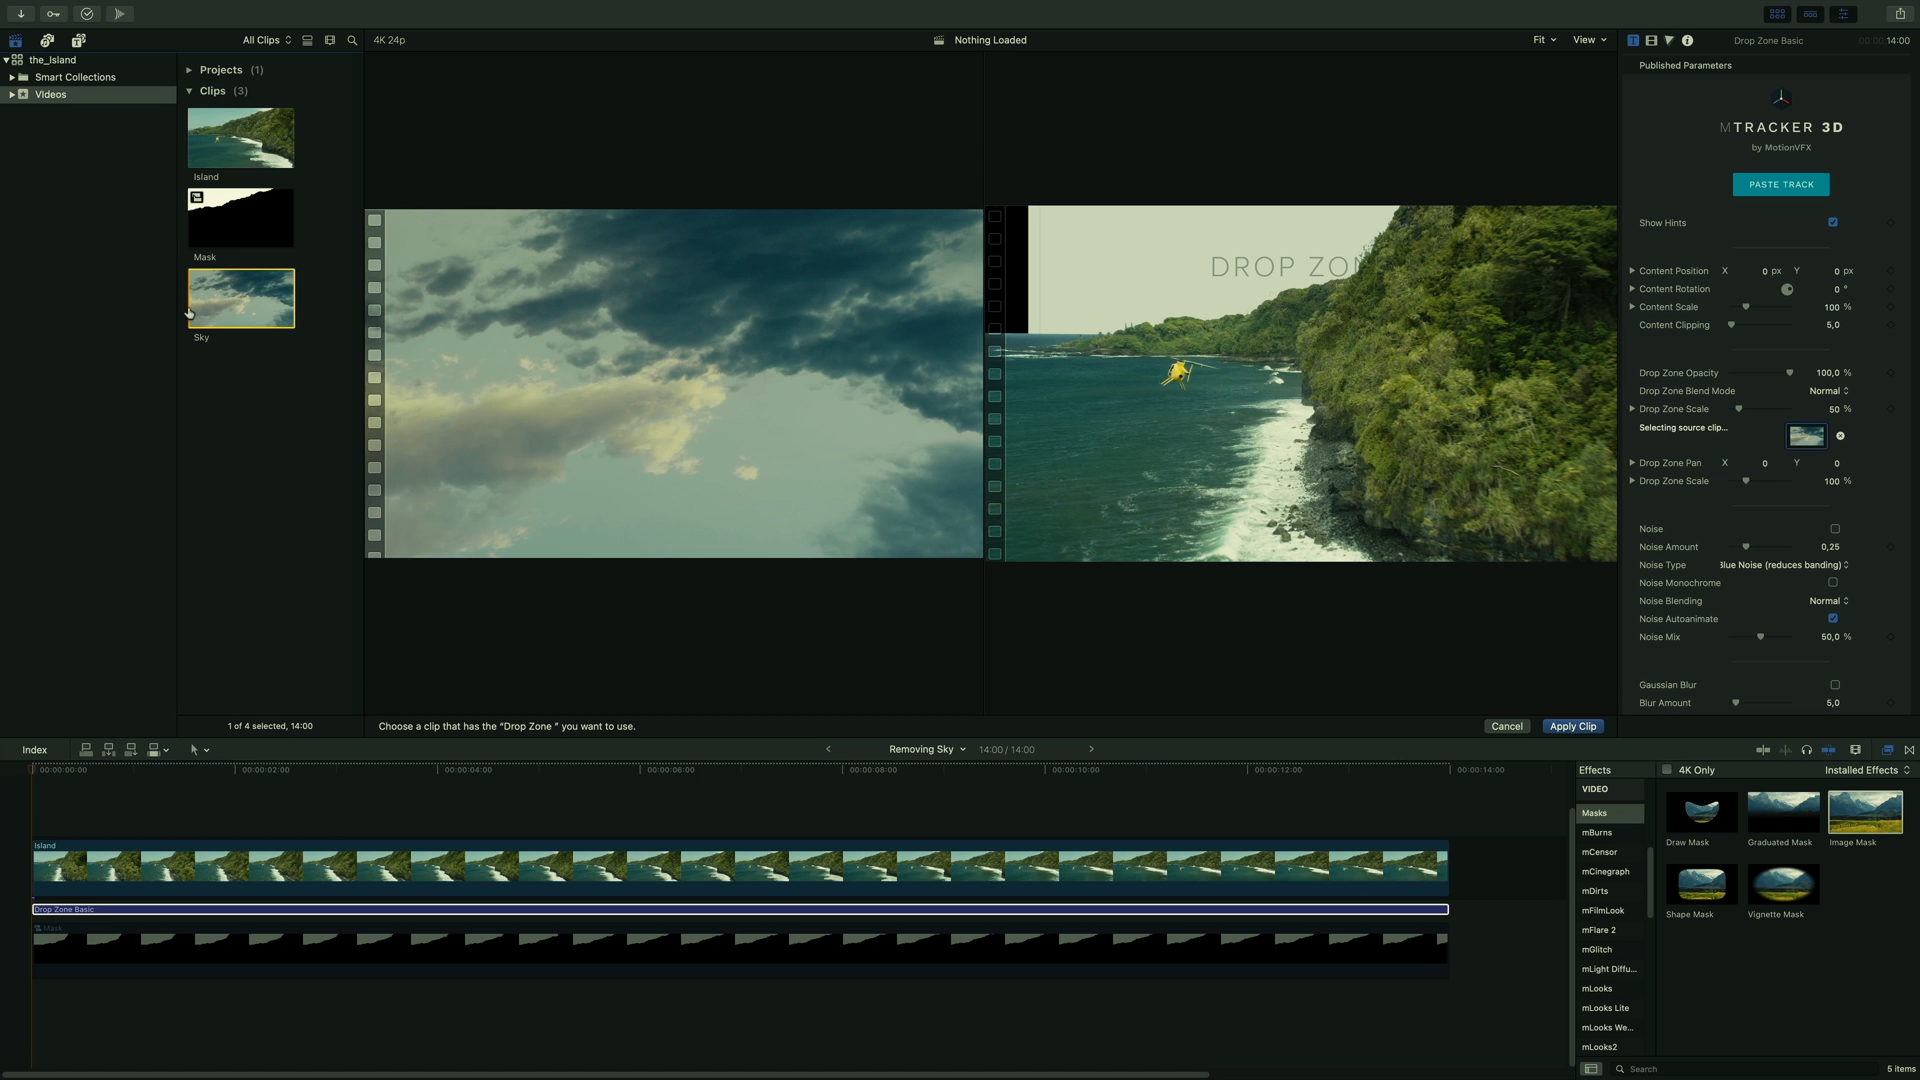 All Clips
4K 24p
Nothing Loaded
Fit
View
Drop Zone Basic
00:00:14:00
the_Island
Smart Collections
VIdeos
Projects (1)
Clips (3)
Island
Mask
Sky
1 of 4 selected, 14:00
DROP ZON
Choose a clip that has the “Drop Zone ” you want to use.
Cancel
Apply Clip
Published Parameters
MTRACKER 3D
by MotionVFX
PASTE TRACK
Show Hints
Content Position X 0 px Y 0 px
Content Rotation 0 °
Content Scale 100 %
Content Clipping 5,0
Drop Zone Opacity 100,0 %
Drop Zone Blend Mode Normal
Drop Zone Scale 50 %
Selecting source clip...
Drop Zone Pan X 0 Y 0
Drop Zone Scale 100 %
Noise
Noise Amount 0,25
Noise Type Blue Noise (reduces banding)
Noise Monochrome
Noise Blending Normal
Noise Autoanimate
Noise Mix 50,0 %
Gaussian Blur
Blur Amount 5,0
Index
Removing Sky
14:00 / 14:00
00:00:00:00
00:00:02:00
00:00:04:00
00:00:06:00
00:00:08:00
00:00:10:00
00:00:12:00
00:00:14:00
Island
Drop Zone Basic
Mask
Effects
4K Only
Installed Effects
VIDEO
Masks
mBurns
mCensor
mCinegraph
mDirts
mFilmLook
mFlare 2
mGlitch
mLight Diffu...
mLooks
mLooks Lite
mLooks We...
mLooks2
Draw Mask
Graduated Mask
Image Mask
Shape Mask
Vignette Mask
Search
5 items